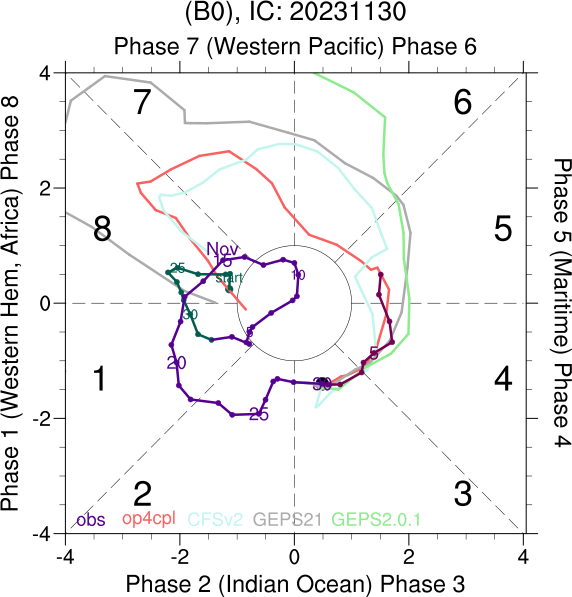 (B0), IC: 20231130
Phase 7 (Western Pacific) Phase 6
Phase 1 (Western Hem, Africa) Phase 8
Phase 5 (Maritime) Phase 4
4
2
0
-2
-4
7
6
8
5
1
4
2
3
Nov
15
25
start
10
30
5
20
5
30
25
obs op4cpl CFSv2 GEPS21 GEPS2.0.1
-4 -2 0 2 4
Phase 2 (Indian Ocean) Phase 3